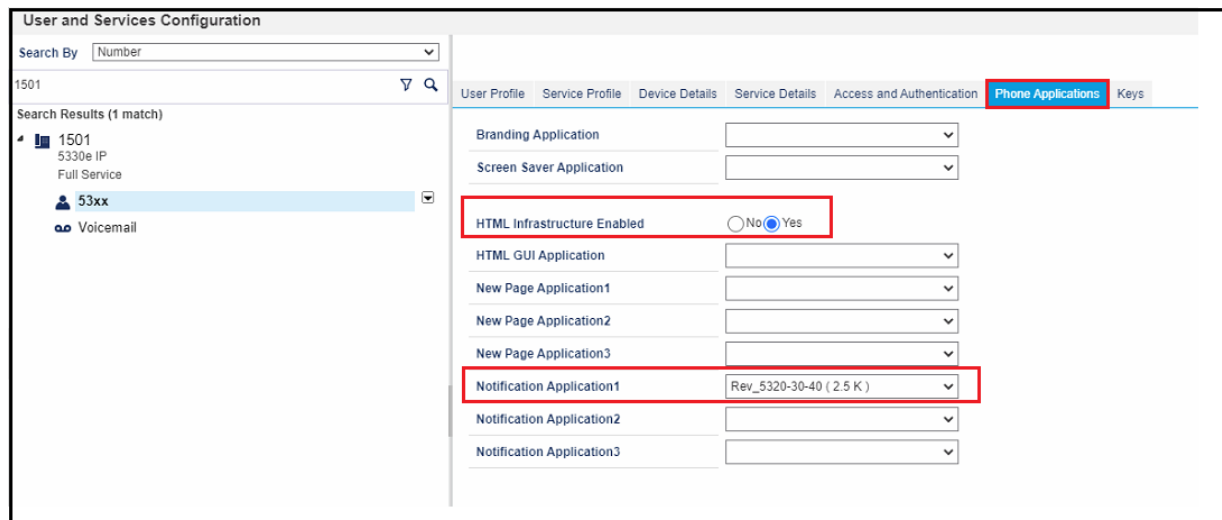 User and Services Configuration
Search By Number
1501
Search Results (1 match)
1501
5330e IP
Full Service
53xx
Voicemail
User Profile Service Profile Device Details Service Details Access and Authentication Phone Applications Keys
Branding Application
Screen Saver Application
HTML Infrastructure Enabled No Yes
HTML GUI Application
New Page Application1
New Page Application2
New Page Application3
Notification Application1 Rev_5320-30-40 ( 2.5 K )
Notification Application2
Notification Application3